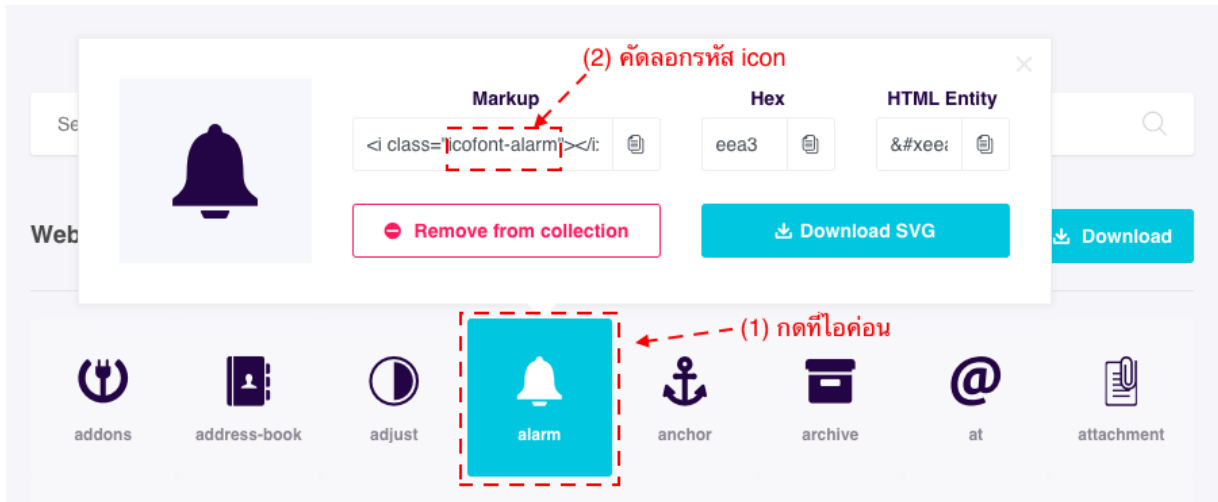 (2) คัดลอกรหัส icon
Markup
Hex
HTML Entity
Se
<i class="icofont-alarm"></i:
eea3
&#xeea
Web
Remove from collection
Download SVG
Download
(1) กดที่ไอค่อน
addons
address-book
adjust
alarm
anchor
archive
at
attachment